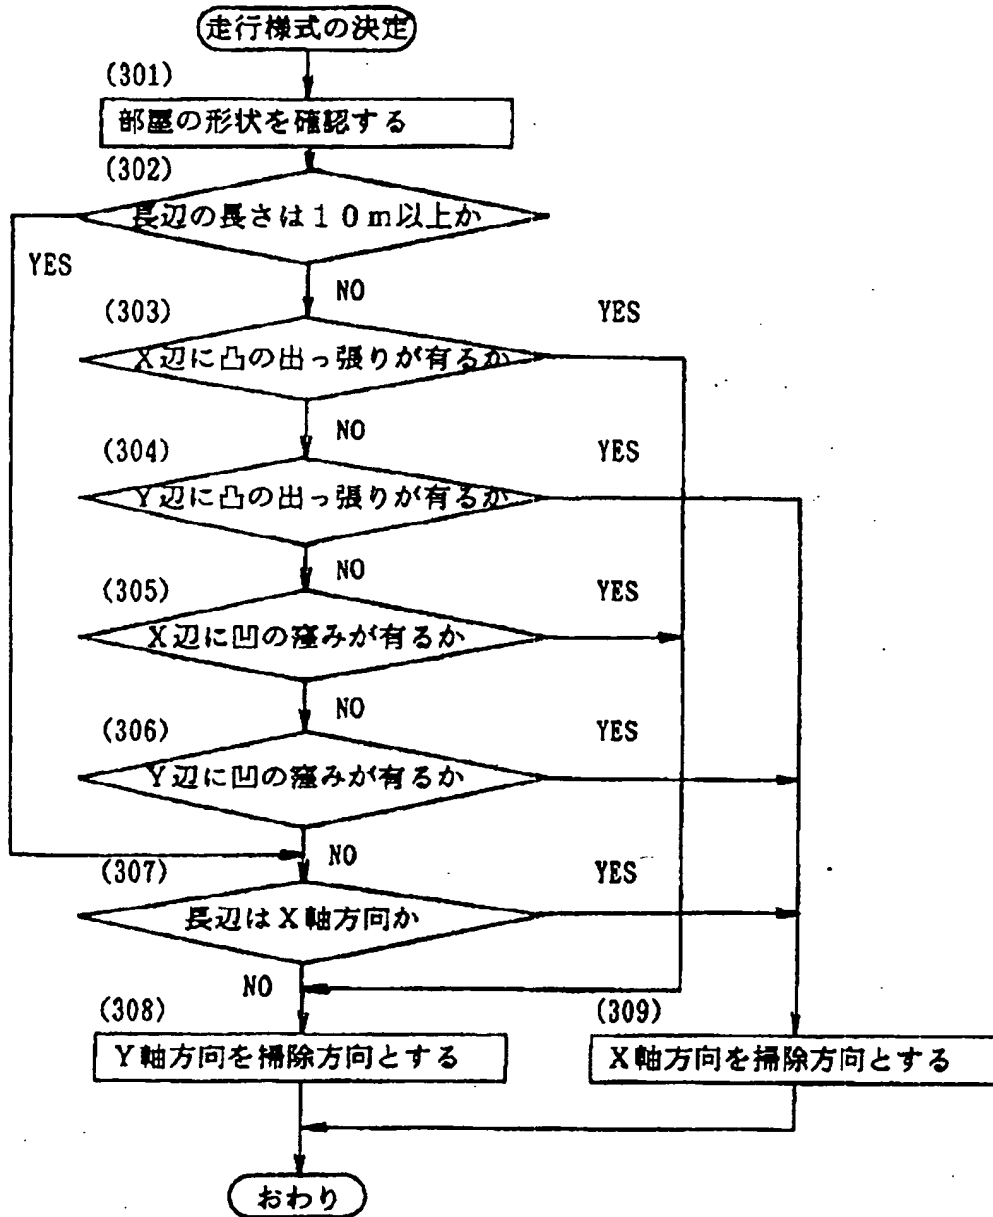 走行様式の決定
(301)
部屋の形状を確認する
(302)
長辺の長さは10m以上か
YES
NO
(303)
YES
X辺に凸の出っ張りが有るか
NO
(304)
YES
Y辺に凸の出っ張りが有るか
NO
(305)
YES
X辺に凹の窪みが有るか
NO
(306)
YES
Y辺に凹の窪みが有るか
NO
(307)
YES
長辺はX軸方向か
NO
(308)
(309)
Y軸方向を掃除方向とする
X軸方向を掃除方向とする
おわり